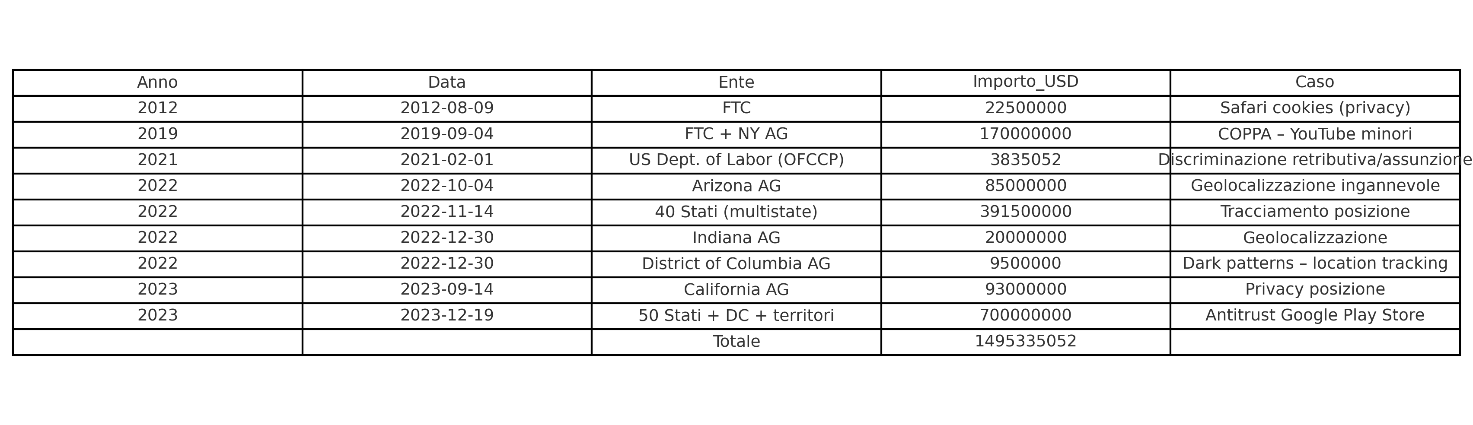 Anno Data Ente Importo_USD Caso
2012 2012-08-09 FTC 22500000 Safari cookies (privacy)
2019 2019-09-04 FTC + NY AG 170000000 COPPA – YouTube minori
2021 2021-02-01 US Dept. of Labor (OFCCP) 3835052 Discriminazione retributiva/assunzione
2022 2022-10-04 Arizona AG 85000000 Geolocalizzazione ingannevole
2022 2022-11-14 40 Stati (multistate) 391500000 Tracciamento posizione
2022 2022-12-30 Indiana AG 20000000 Geolocalizzazione
2022 2022-12-30 District of Columbia AG 9500000 Dark patterns – location tracking
2023 2023-09-14 California AG 93000000 Privacy posizione
2023 2023-12-19 50 Stati + DC + territori 700000000 Antitrust Google Play Store
Totale 1495335052